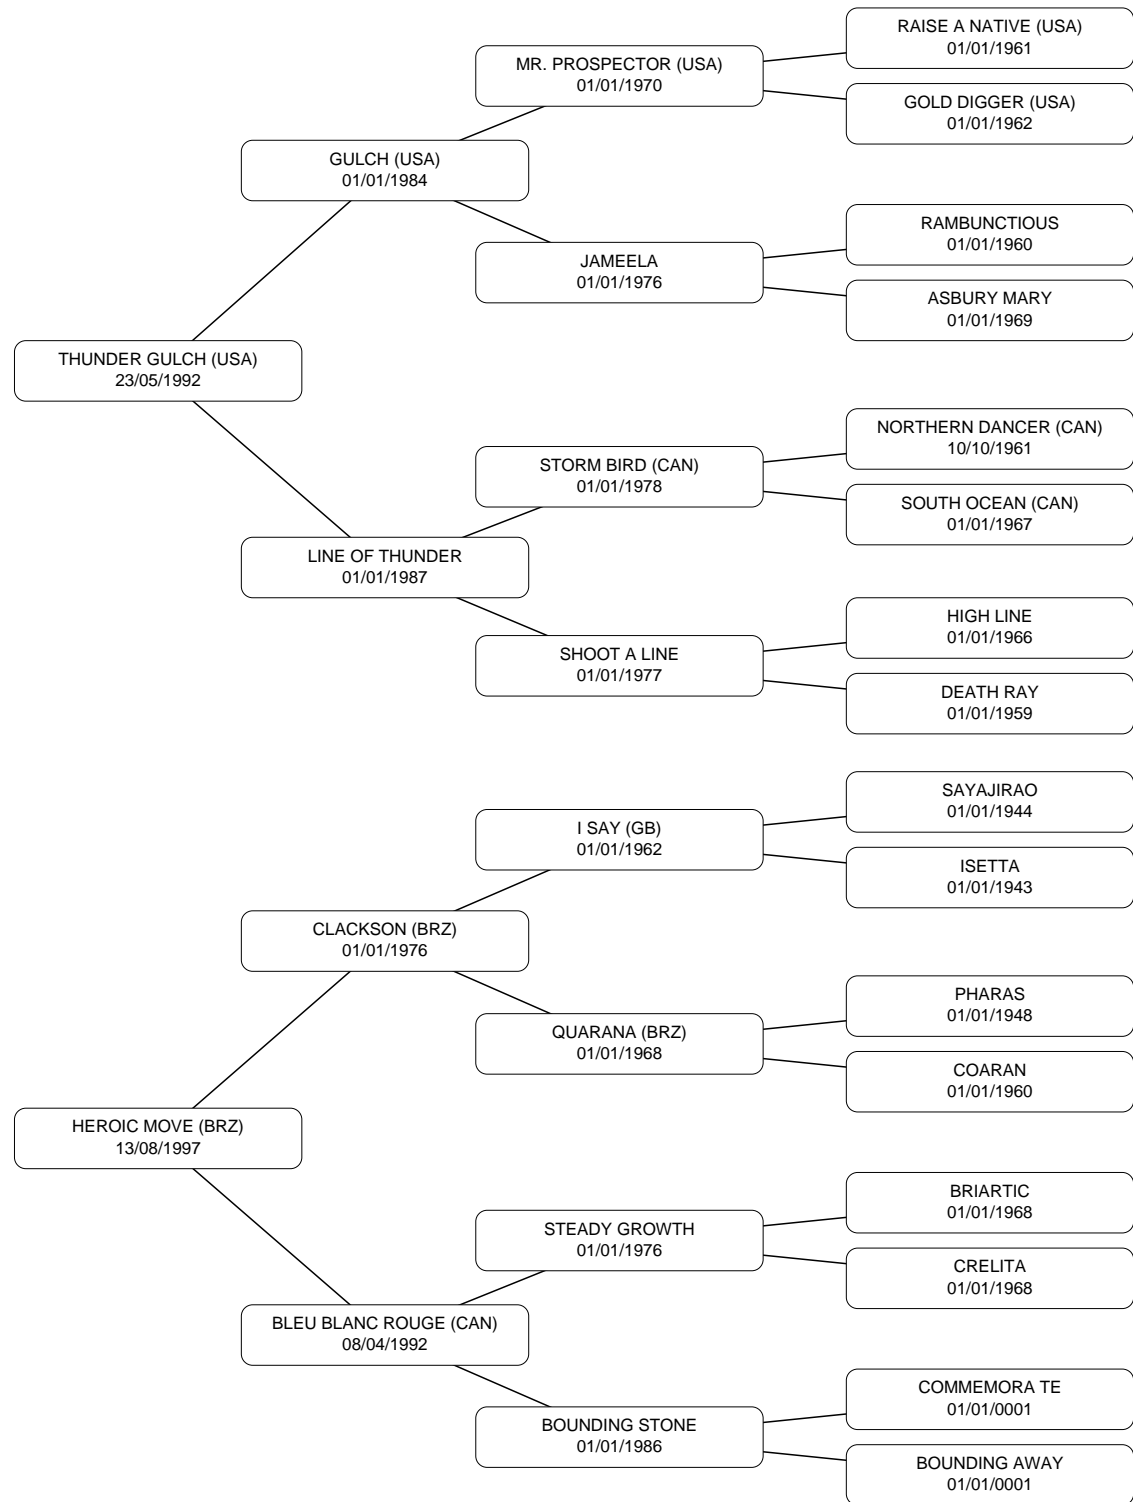 RAISE A NATIVE (USA)
01/01/1961
MR. PROSPECTOR (USA)
01/01/1970
GOLD DIGGER (USA)
01/01/1962
GULCH (USA)
01/01/1984
RAMBUNCTIOUS
01/01/1960
JAMEELA
01/01/1976
ASBURY MARY
01/01/1969
THUNDER GULCH (USA)
23/05/1992
NORTHERN DANCER (CAN)
10/10/1961
STORM BIRD (CAN)
01/01/1978
SOUTH OCEAN (CAN)
01/01/1967
LINE OF THUNDER
01/01/1987
HIGH LINE
01/01/1966
SHOOT A LINE
01/01/1977
DEATH RAY
01/01/1959
SAYAJIRAO
01/01/1944
I SAY (GB)
01/01/1962
ISETTA
01/01/1943
CLACKSON (BRZ)
01/01/1976
PHARAS
01/01/1948
QUARANA (BRZ)
01/01/1968
COARAN
01/01/1960
HEROIC MOVE (BRZ)
13/08/1997
BRIARTIC
01/01/1968
STEADY GROWTH
01/01/1976
CRELITA
01/01/1968
BLEU BLANC ROUGE (CAN)
08/04/1992
COMMEMORA TE
01/01/0001
BOUNDING STONE
01/01/1986
BOUNDING AWAY
01/01/0001